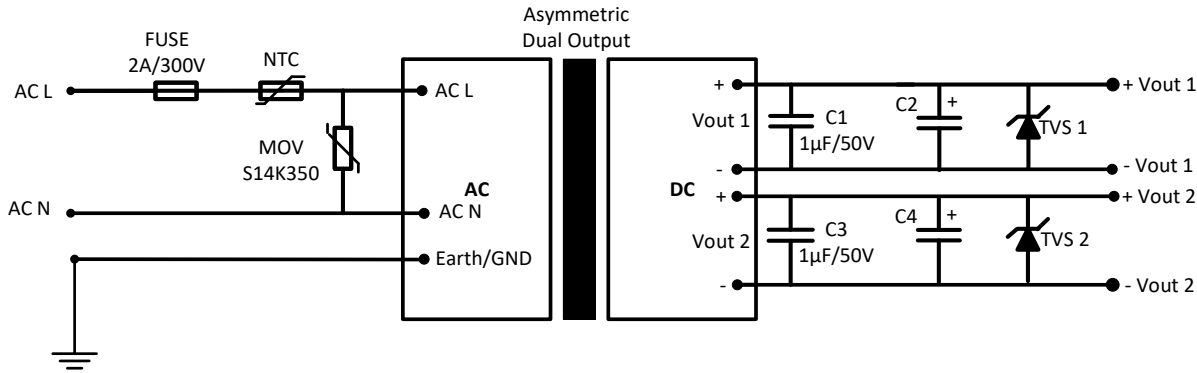 Asymmetric
Dual Output
FUSE
2A/300V
NTC
AC L
AC L
MOV
S14K350
AC
AC N
AC N
Earth/GND
DC
+
Vout 1
-
+
Vout 2
-
C1
1µF/50V
C2
+
TVS 1
+ Vout 1
- Vout 1
+ Vout 2
C3
1µF/50V
C4
+
TVS 2
- Vout 2